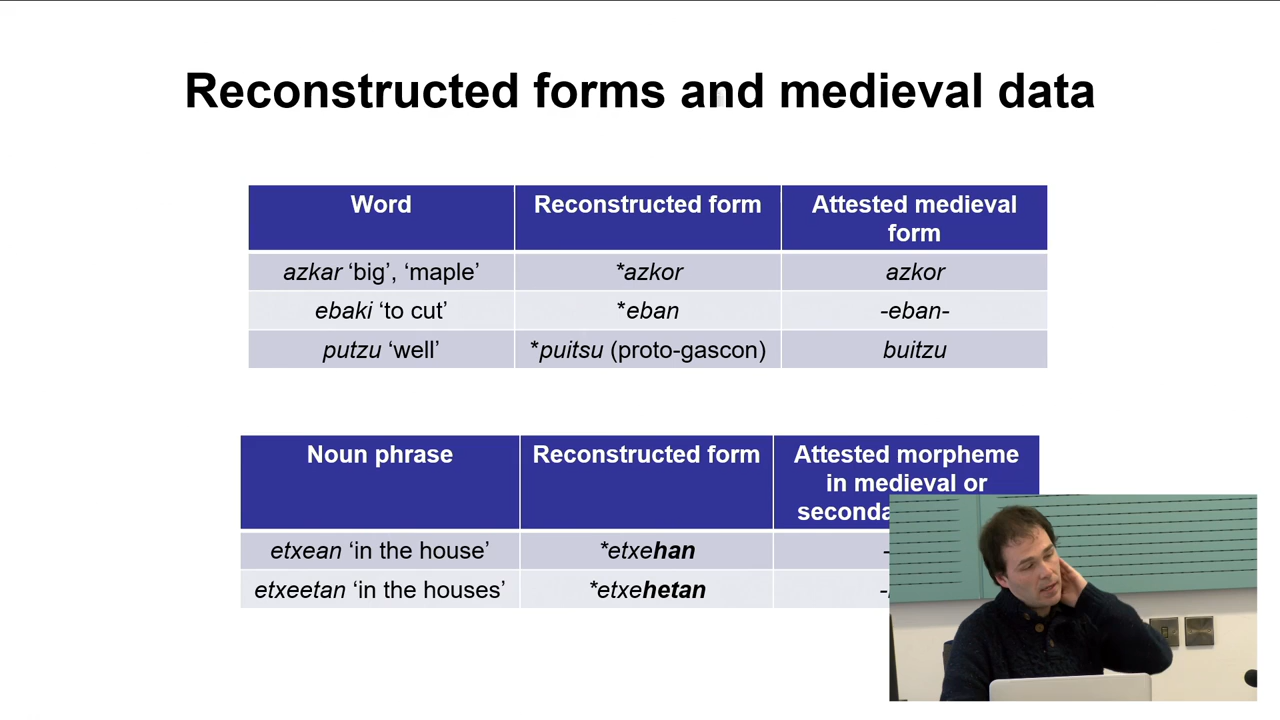 Reconstructed forms and medieval data
Word Reconstructed form Attested medieval
form
azkar ‘big’, ‘maple’ *azkor azkor
ebaki ‘to cut’ *eban -eban-
putzu ‘well’ *puitsu (proto-gascon) buitzu
Noun phrase Reconstructed form Attested morpheme
in medieval or
etxean ‘in the house’ *etxehan
etxeetan ‘in the houses’ *etxehetan